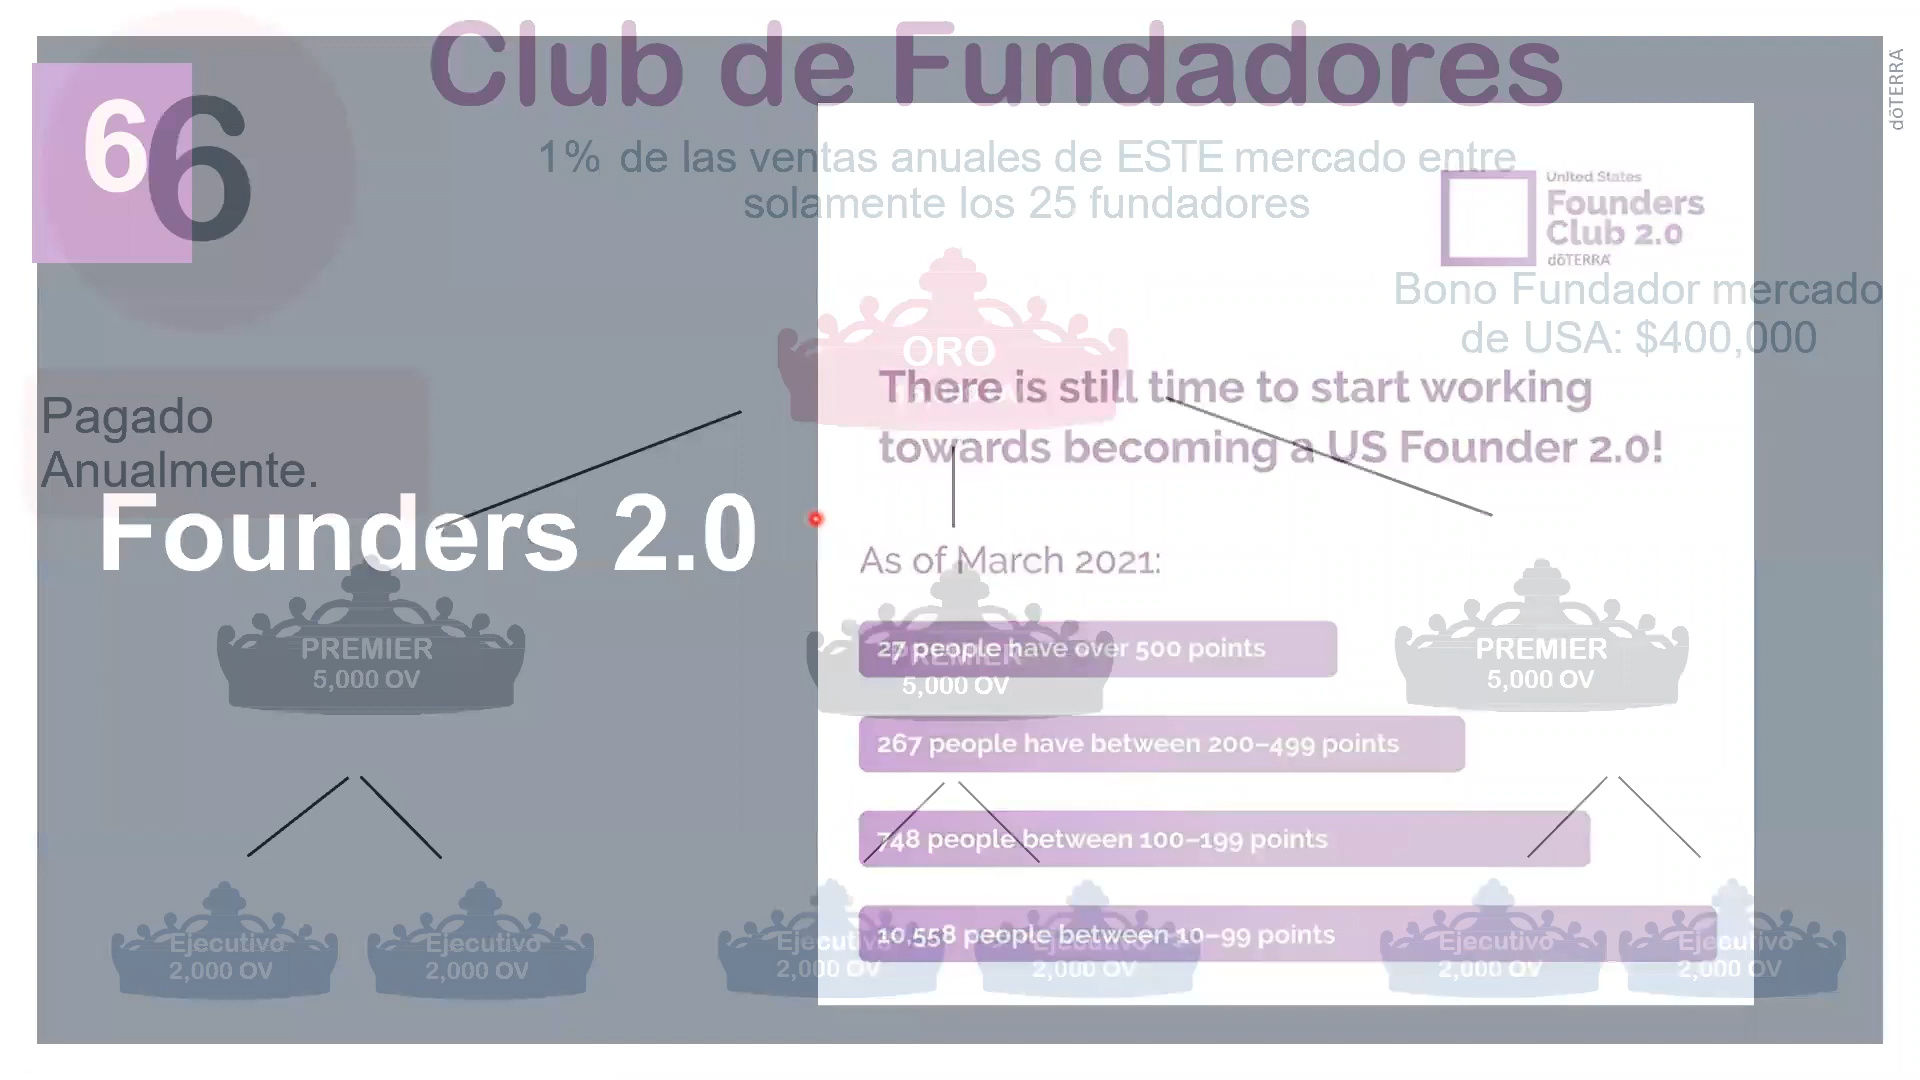 Club de Fundadores
dōTERRA
6
6
1% de las ventas anuales de ESTE mercado entre
solamente los 25 fundadores
United States
Founders
Club 2.0
dōTERRA
Bono Fundador mercado
de USA: $400,000
ORO
There is still time to start working
towards becoming a US Founder 2.0!
Pagado
Anualmente.
Founders 2.0
As of March 2021:
PREMIER
5,000 OV
PREMIER
5,000 OV
PREMIER
5,000 OV
27 people have over 500 points
267 people have between 200–499 points
748 people between 100–199 points
10,558 people between 10–99 points
Ejecutivo
2,000 OV
Ejecutivo
2,000 OV
Ejecutivo
2,000 OV
2,000 OV
Ejecutivo
2,000 OV
Ejecutivo
2,000 OV